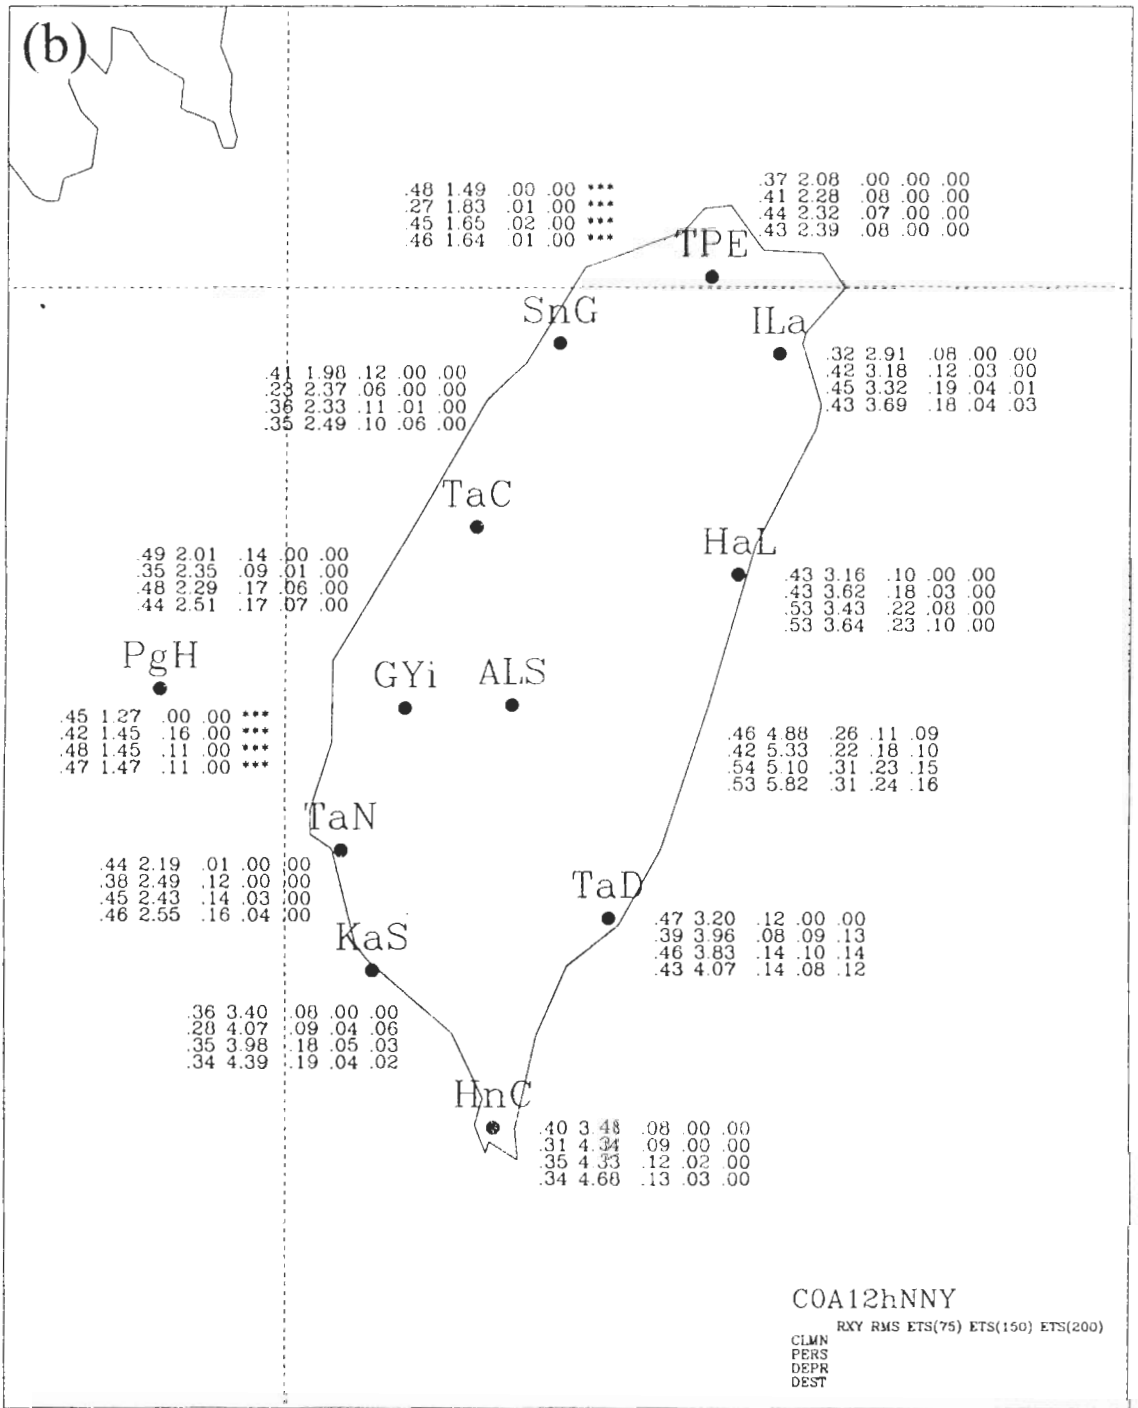 (b)
.48 1.49 .00 .00 ***
.27 1.83 .01 .00 ***
.45 1.65 .02 .00 ***
.46 1.64 .01 .00 ***
.37 2.08 .00 .00 .00
.41 2.28 .08 .00 .00
.44 2.32 .07 .00 .00
.43 2.39 .08 .00 .00
TPE
SnG
ILa
.32 2.91 .08 .00 .00
.42 3.18 .12 .03 .00
.45 3.32 .19 .04 .01
.43 3.69 .18 .04 .03
.41 1.98 .12 .00 .00
.23 2.37 .06 .00 .00
.36 2.33 .11 .01 .00
.35 2.49 .10 .06 .00
TaC
HaL
.49 2.01 .14 .00 .00
.35 2.35 .09 .01 .00
.48 2.29 .17 .06 .00
.44 2.51 .17 .07 .00
.43 3.16 .10 .00 .00
.43 3.62 .18 .03 .00
.53 3.43 .22 .08 .00
.53 3.64 .23 .10 .00
PgH
GYi
ALS
.45 1.27 .00 .00 ***
.42 1.45 .16 .00 ***
.48 1.45 .11 .00 ***
.47 1.47 .11 .00 ***
.46 4.88 .26 .11 .09
.42 5.33 .22 .18 .10
.54 5.10 .31 .23 .15
.53 5.82 .31 .24 .16
TaN
.44 2.19 .01 .00 .00
.38 2.49 .12 .00 .00
.45 2.43 .14 .03 .00
.46 2.55 .16 .04 .00
TaD
.47 3.20 .12 .00 .00
.39 3.96 .08 .09 .13
.46 3.83 .14 .10 .14
.43 4.07 .14 .08 .12
KaS
.36 3.40 .08 .00 .00
.28 4.07 .09 .04 .06
.35 3.98 .18 .05 .03
.34 4.39 .19 .04 .02
HnC
.40 3.48 .08 .00 .00
.31 4.34 .09 .00 .00
.35 4.33 .12 .02 .00
.34 4.68 .13 .03 .00
C0A12hNNY
RXY RMS ETS(75) ETS(150) ETS(200)
CLMN
PERS
DEPR
DEST